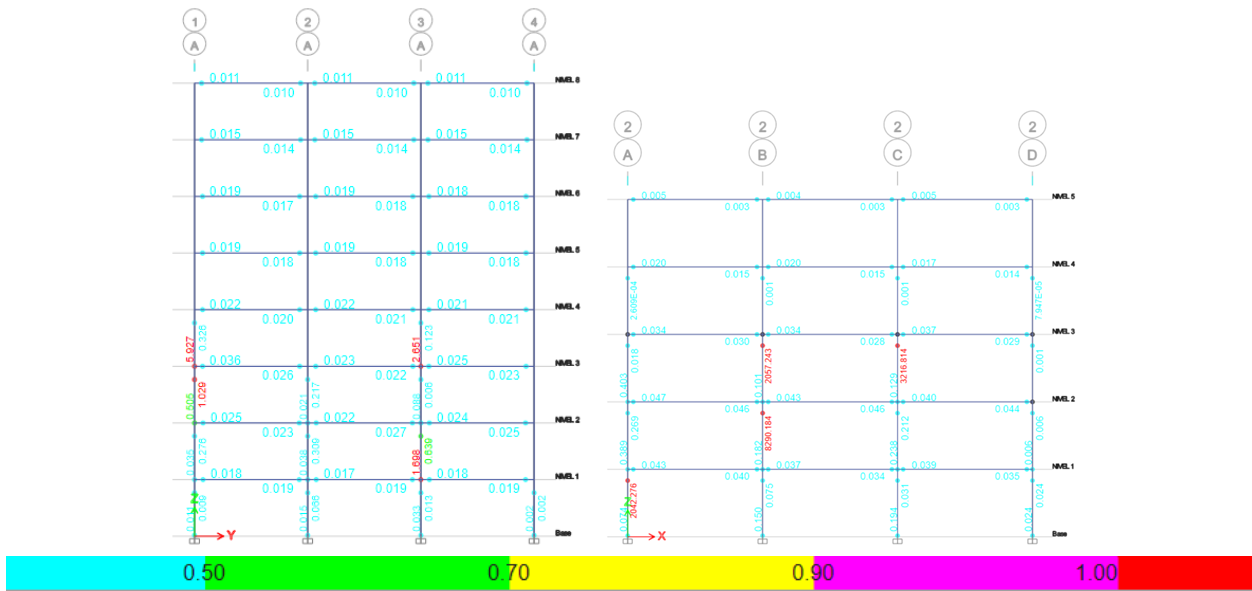 1 2 3 4
A A A A
0.011 0.011 0.011 NIVEL 8
0.010 0.010 0.010
0.015 0.015 0.015 NIVEL 7
0.014 0.014 0.014
0.019 0.019 0.018 NIVEL 6
0.017 0.018 0.018
0.019 0.019 0.019 NIVEL 5
0.018 0.018 0.018
0.022 0.022 0.021 NIVEL 4
0.020 0.021 0.021
5.927 0.326 2.651 0.123
0.036 0.023 0.025 NIVEL 3
0.026 0.022 0.023
0.505 1.029 0.021 0.217 0.088 0.006
0.025 0.022 0.024 NIVEL 2
0.023 0.027 0.025
0.035 0.276 0.038 0.309 1.698 0.639
0.018 0.017 0.018 NIVEL 1
0.019 0.019 0.019
0.039 0.015 0.086 0.033 0.013 0.002 0.002
Z
Y
Base
2 2 2 2
A B C D
0.005 0.004 0.005 NIVEL 5
0.003 0.003 0.003
0.020 0.020 0.017 NIVEL 4
0.015 0.015 0.014
0.001 0.001 7.947E-05
0.034 0.034 0.037 NIVEL 3
0.030 0.028 0.029
0.403 0.018 0.101 2057.243 0.129 3216.814 0.001
0.047 0.043 0.040 NIVEL 2
0.046 0.046 0.044
0.389 0.269 0.182 8290.184 0.238 0.212 0.006 0.006
0.043 0.037 0.039 NIVEL 1
0.040 0.034 0.035
0.074 2042.276 0.150 0.075 0.194 0.031 0.024 0.024
X
Base
0.50 0.70 0.90 1.00